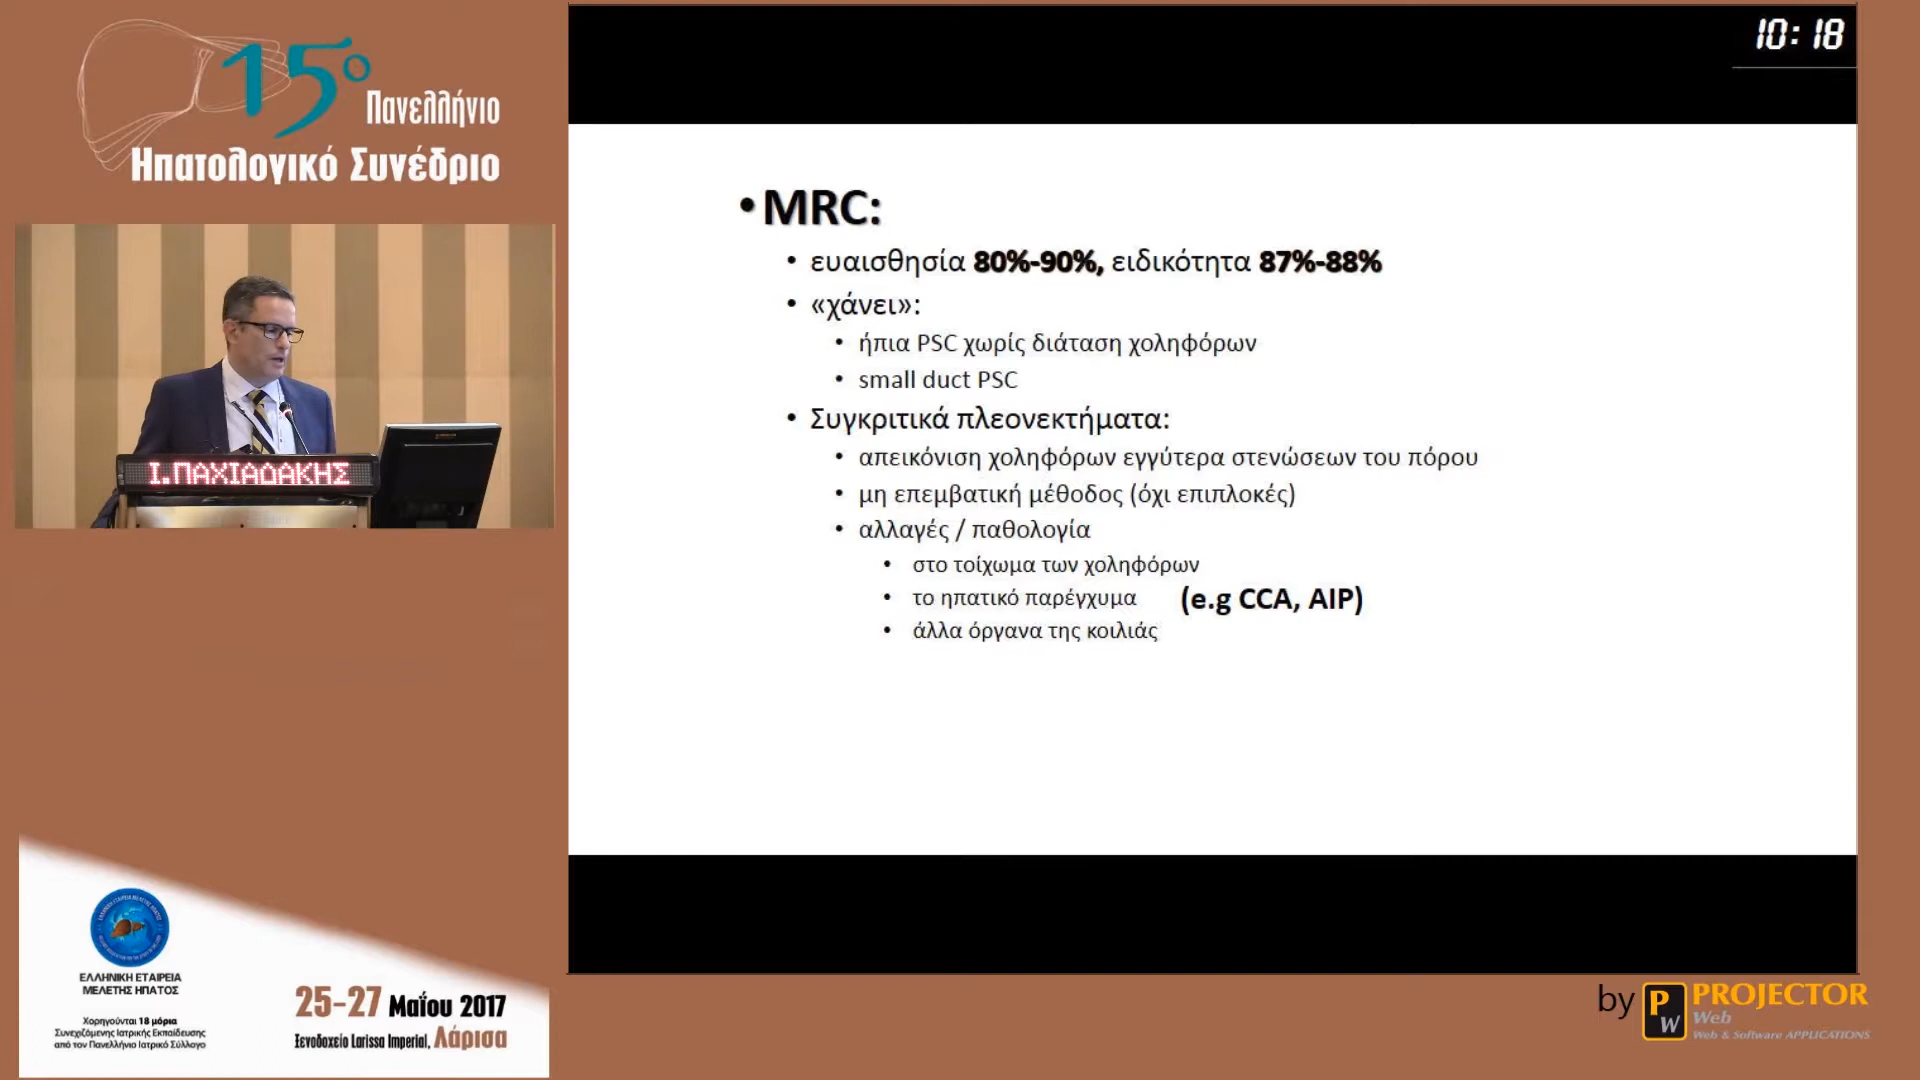 15ο
Πανελλήνιο
Ηπατολογικό Συνέδριο
Ι.ΠΑΧΙΑΔΑΚΗΣ
10:18
• MRC:
• ευαισθησία 80%-90%, ειδικότητα 87%-88%
• «χάνει»:
• ήπια PSC χωρίς διάταση χοληφόρων
• small duct PSC
• Συγκριτικά πλεονεκτήματα:
• απεικόνιση χοληφόρων εγγύτερα στενώσεων του πόρου
• μη επεμβατική μέθοδος (όχι επιπλοκές)
• αλλαγές / παθολογία
• στο τοίχωμα των χοληφόρων
• το ηπατικό παρέγχυμα (e.g CCA, AIP)
• άλλα όργανα της κοιλιάς
ΕΛΛΗΝΙΚΗ ΕΤΑΙΡΕΙΑ
ΜΕΛΕΤΗΣ ΗΠΑΤΟΣ
Χορηγούνται 18 μόρια
Συνεχιζόμενης Ιατρικής Εκπαίδευσης
από τον Πανελλήνιο Ιατρικό Σύλλογο
25-27 Μαΐου 2017
Ξενοδοχείο Larissa Imperial, Λάρισα
by PW PROJECTOR
Web
Web & Software APPLICATIONS